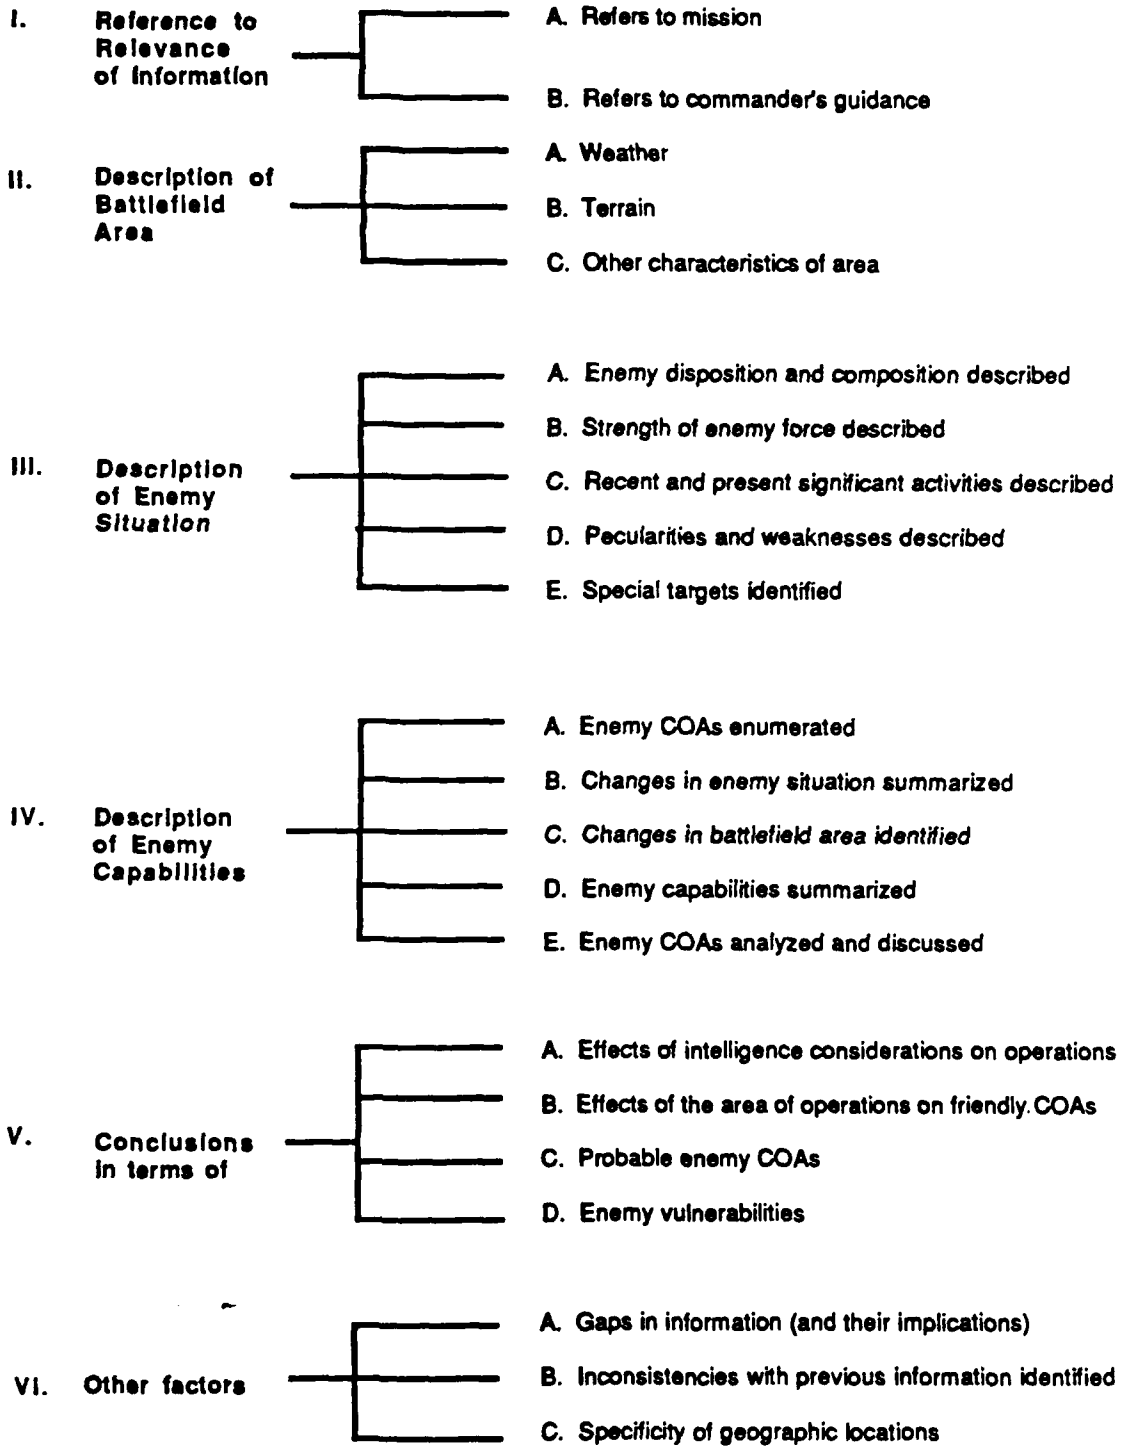 I. Reference to
Relevance
of Information
A. Refers to mission
B. Refers to commander's guidance
II. Description of
Battlefield
Area
A. Weather
B. Terrain
C. Other characteristics of area
III. Description
of Enemy
Situation
A. Enemy disposition and composition described
B. Strength of enemy force described
C. Recent and present significant activities described
D. Pecularities and weaknesses described
E. Special targets identified
IV. Description
of Enemy
Capabilities
A. Enemy COAs enumerated
B. Changes in enemy situation summarized
C. Changes in battlefield area identified
D. Enemy capabilities summarized
E. Enemy COAs analyzed and discussed
V. Conclusions
in terms of
A. Effects of intelligence considerations on operations
B. Effects of the area of operations on friendly. COAs
C. Probable enemy COAs
D. Enemy vulnerabilities
VI. Other factors
A. Gaps in information (and their implications)
B. Inconsistencies with previous information identified
C. Specificity of geographic locations